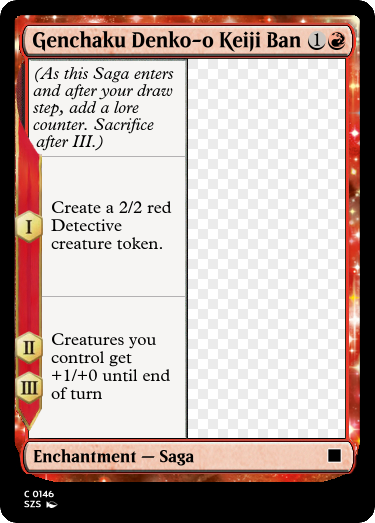 Genchaku Denko-o Keiji Ban 1
(As this Saga enters
and after your draw
step, add a lore
counter. Sacrifice
after III.)
I
Create a 2/2 red
Detective
creature token.
II
III
Creatures you
control get
+1/+0 until end
of turn
Enchantment — Saga
C 0146
SZS